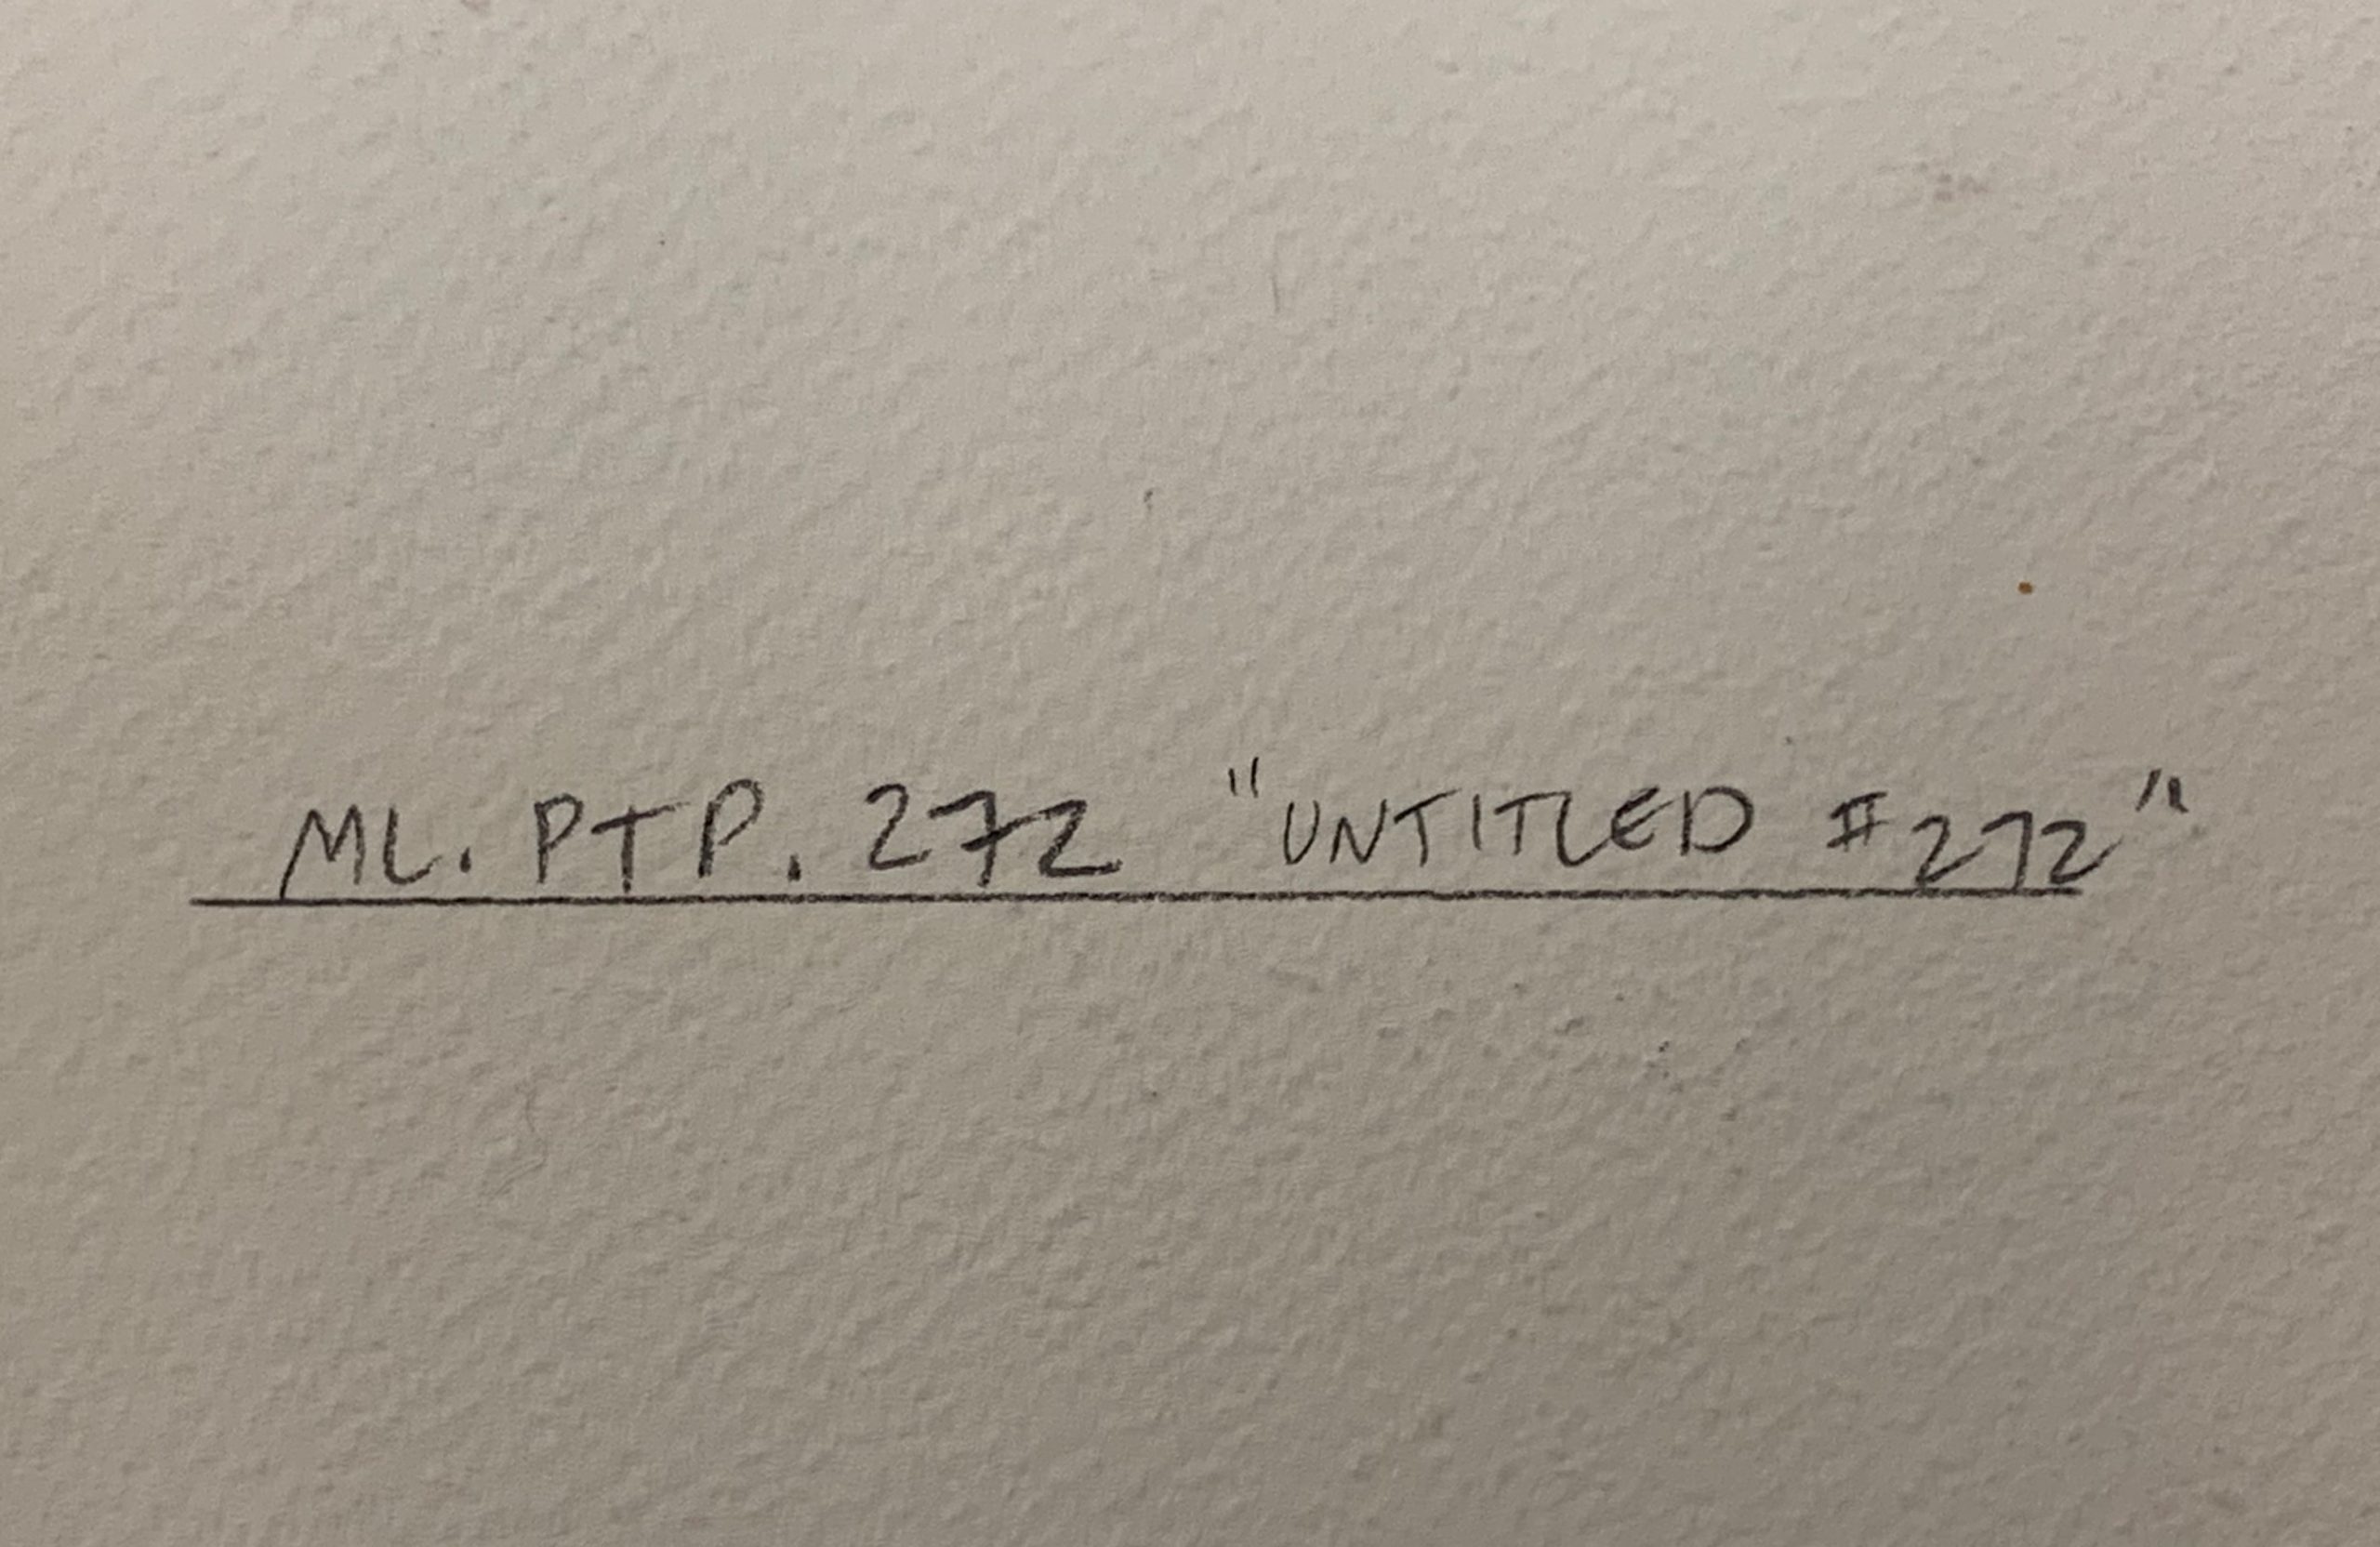 ML. PTP. 272 "UNTITLED #272"